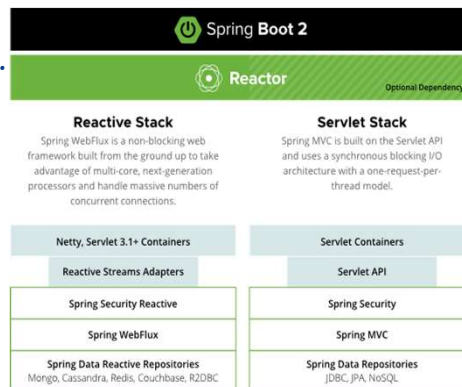 Spring Boot 2
Reactor
Optional Dependency
Reactive Stack
Spring WebFlux is a non-blocking web
framework built from the ground up to take
advantage of multi-core, next-generation
processors and handle massive numbers of
concurrent connections.
Netty, Servlet 3.1+ Containers
Reactive Streams Adapters
Spring Security Reactive
Spring WebFlux
Spring Data Reactive Repositories
Mongo, Cassandra, Redis, Couchbase, R2DBC
Servlet Stack
Spring MVC is built on the Servlet API
and uses a synchronous blocking I/O
architecture with a one-request-per-
thread model.
Servlet Containers
Servlet API
Spring Security
Spring MVC
Spring Data Repositories
JDBC, JPA, NoSQL